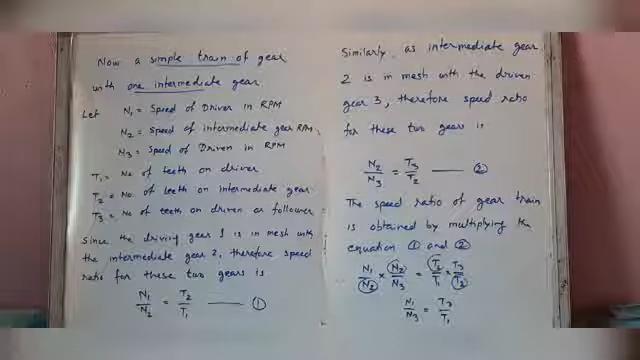 Now a simple train of gear
with one intermediate gear.
Let N₁ = Speed of Driver in RPM
N₂ = Speed of intermediate gear RPM,
N₃ = Speed of Driven in RPM
T₁ = No of teeth on driver
T₂ = No. of teeth on intermediate gear
T₃ = No of teeth on driven or follower
Since the driving gear 1 is in mesh with
the intermediate gear 2, therefore speed
ratio for these two gears is
N₁/N₂ = T₂/T₁ —— ①
Similarly, as intermediate gear
2 is in mesh with the driven
gear 3, therefore speed ratio
for these two gears is
N₂/N₃ = T₃/T₂ —— ②
The speed ratio of gear train
is obtained by multiplying the
equation ① and ②
N₁/N₂ × N₂/N₃ = T₂/T₁ × T₃/T₂
N₁/N₃ = T₃/T₁